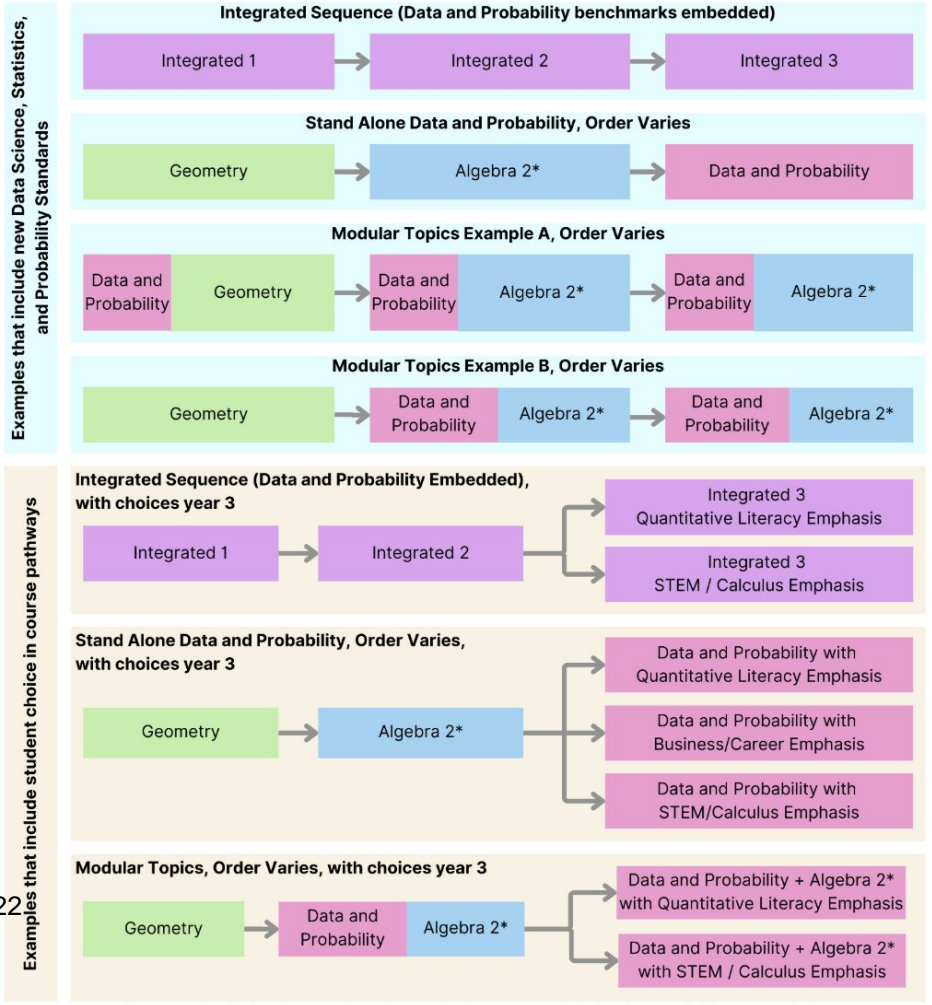 Examples that include new Data Science, Statistics,
and Probability Standards
Integrated Sequence (Data and Probability benchmarks embedded)
Integrated 1
Integrated 2
Integrated 3
Stand Alone Data and Probability, Order Varies
Geometry
Algebra 2*
Data and Probability
Modular Topics Example A, Order Varies
Data and
Probability
Geometry
Data and
Probability
Algebra 2*
Data and
Probability
Algebra 2*
Modular Topics Example B, Order Varies
Geometry
Data and
Probability
Algebra 2*
Data and
Probability
Algebra 2*
Examples that include student choice in course pathways
Integrated Sequence (Data and Probability Embedded),
with choices year 3
Integrated 1
Integrated 2
Integrated 3
Quantitative Literacy Emphasis
Integrated 3
STEM / Calculus Emphasis
Stand Alone Data and Probability, Order Varies,
with choices year 3
Geometry
Algebra 2*
Data and Probability with
Quantitative Literacy Emphasis
Data and Probability with
Business/Career Emphasis
Data and Probability with
STEM/Calculus Emphasis
Modular Topics, Order Varies, with choices year 3
Geometry
Data and
Probability
Algebra 2*
Data and Probability + Algebra 2*
with Quantitative Literacy Emphasis
Data and Probability + Algebra 2*
with STEM / Calculus Emphasis
22